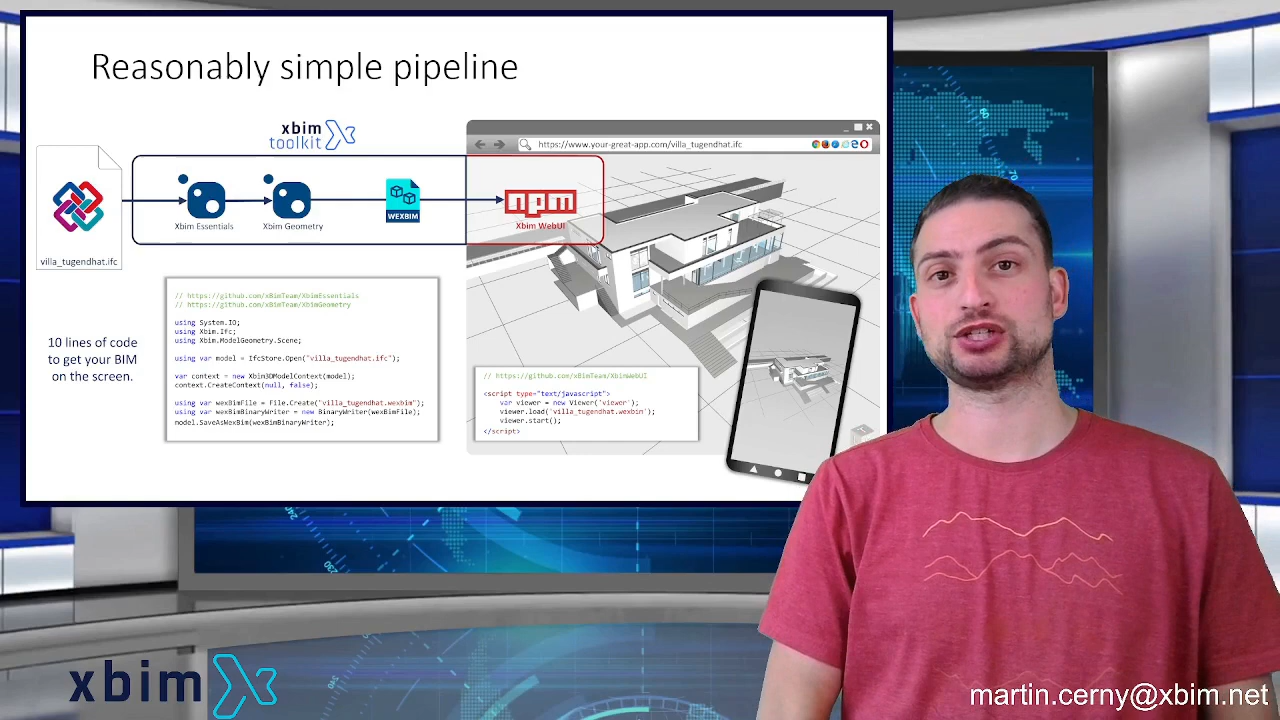 Reasonably simple pipeline
xbim
toolkit
https://www.your-great-app.com/villa_tugendhat.ifc
WEXBIM
npm
Xbim Essentials
Xbim Geometry
Xbim WebUI
villa_tugendhat.ifc
10 lines of code
to get your BIM
on the screen.
// https://github.com/xBimTeam/XbimEssentials
// https://github.com/xBimTeam/XbimGeometry
using System.IO;
using Xbim.Ifc;
using Xbim.ModelGeometry.Scene;
using var model = IfcStore.Open("villa_tugendhat.ifc");
var context = new Xbim3DModelContext(model);
context.CreateContext(null, false);
using var wexBimFile = File.Create("villa_tugendhat.wexbim");
using var wexBimBinaryWriter = new BinaryWriter(wexBimFile);
model.SaveAsWexBim(wexBimBinaryWriter);
// https://github.com/xBimTeam/XbimWebUI
<script type="text/javascript">
var viewer = new Viewer('viewer');
viewer.load('villa_tugendhat.wexbim');
viewer.start();
</script>
xbim
martin.cerny@xbim.net